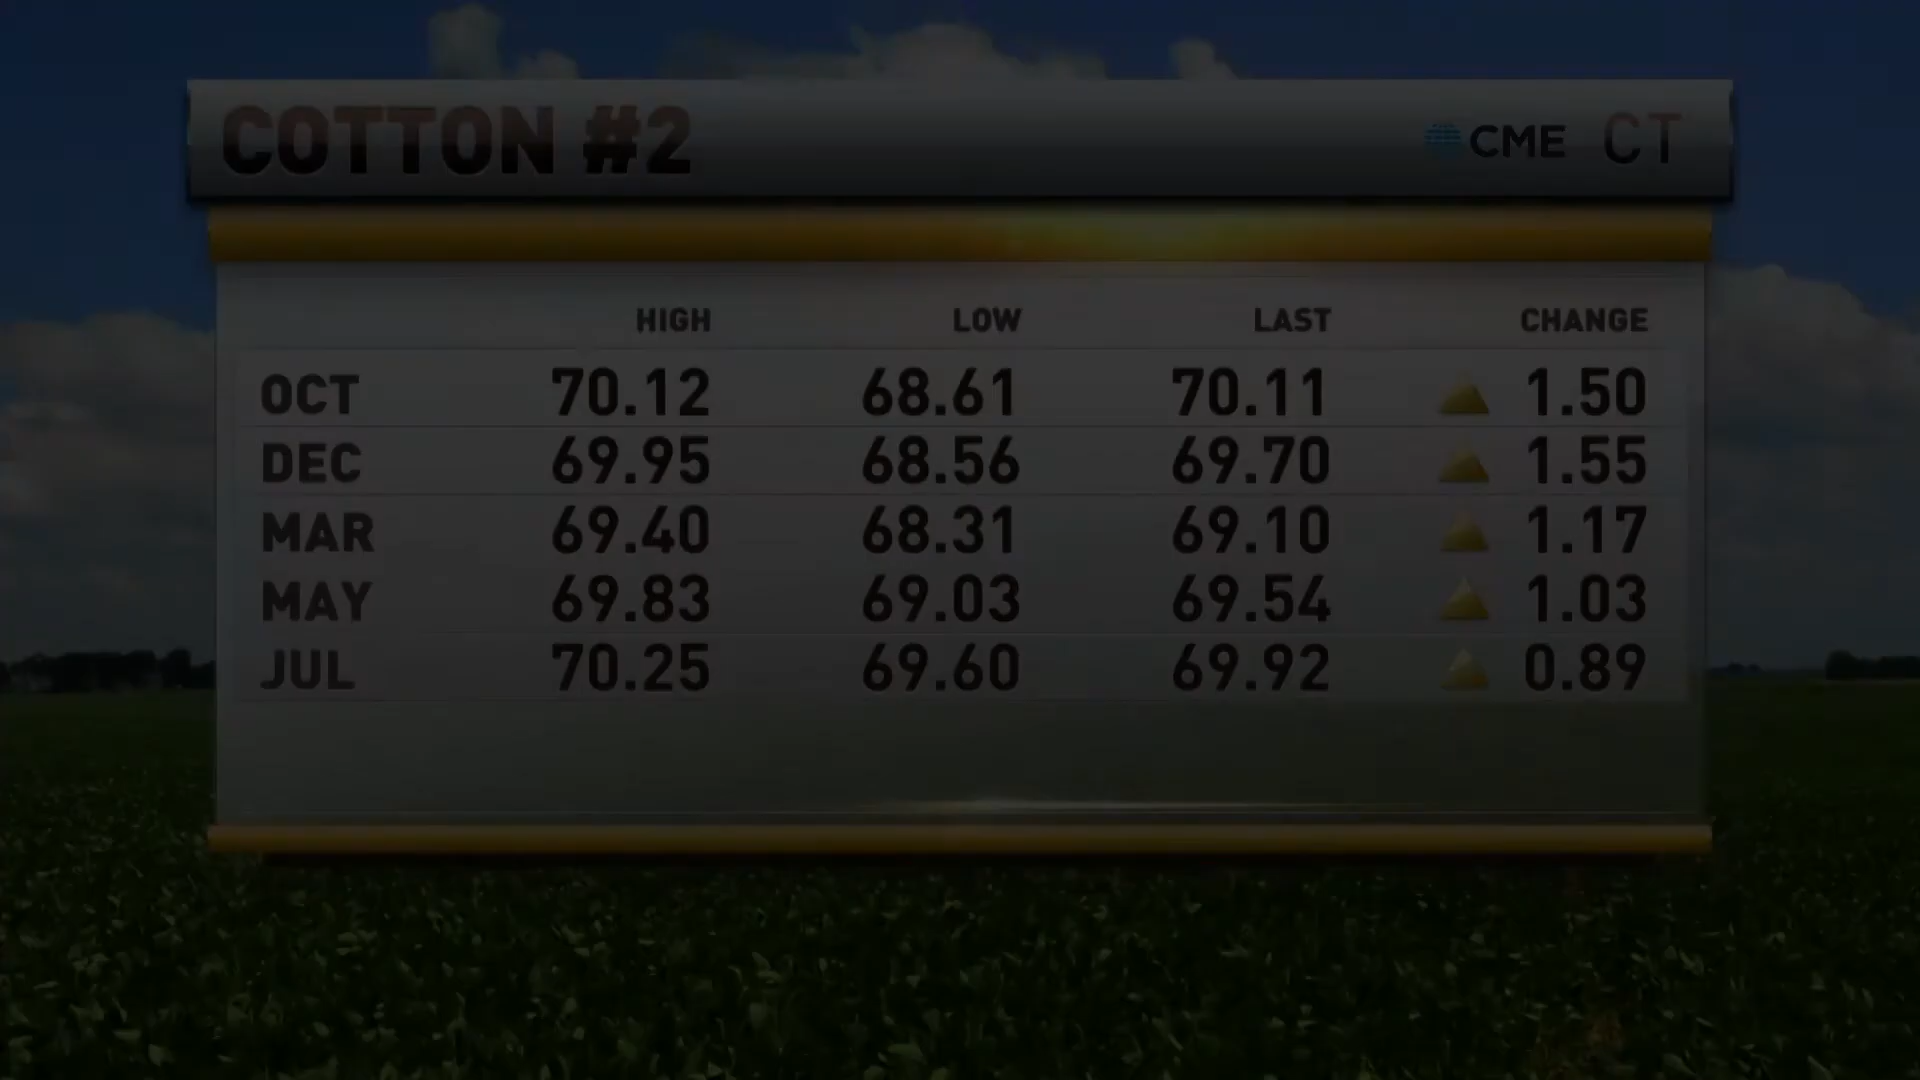 COTTON #2 CME CT
HIGH LOW LAST CHANGE
OCT 70.12 68.61 70.11 1.50
DEC 69.95 68.56 69.70 1.55
MAR 69.40 68.31 69.10 1.17
MAY 69.83 69.03 69.54 1.03
JUL 70.25 69.60 69.92 0.89